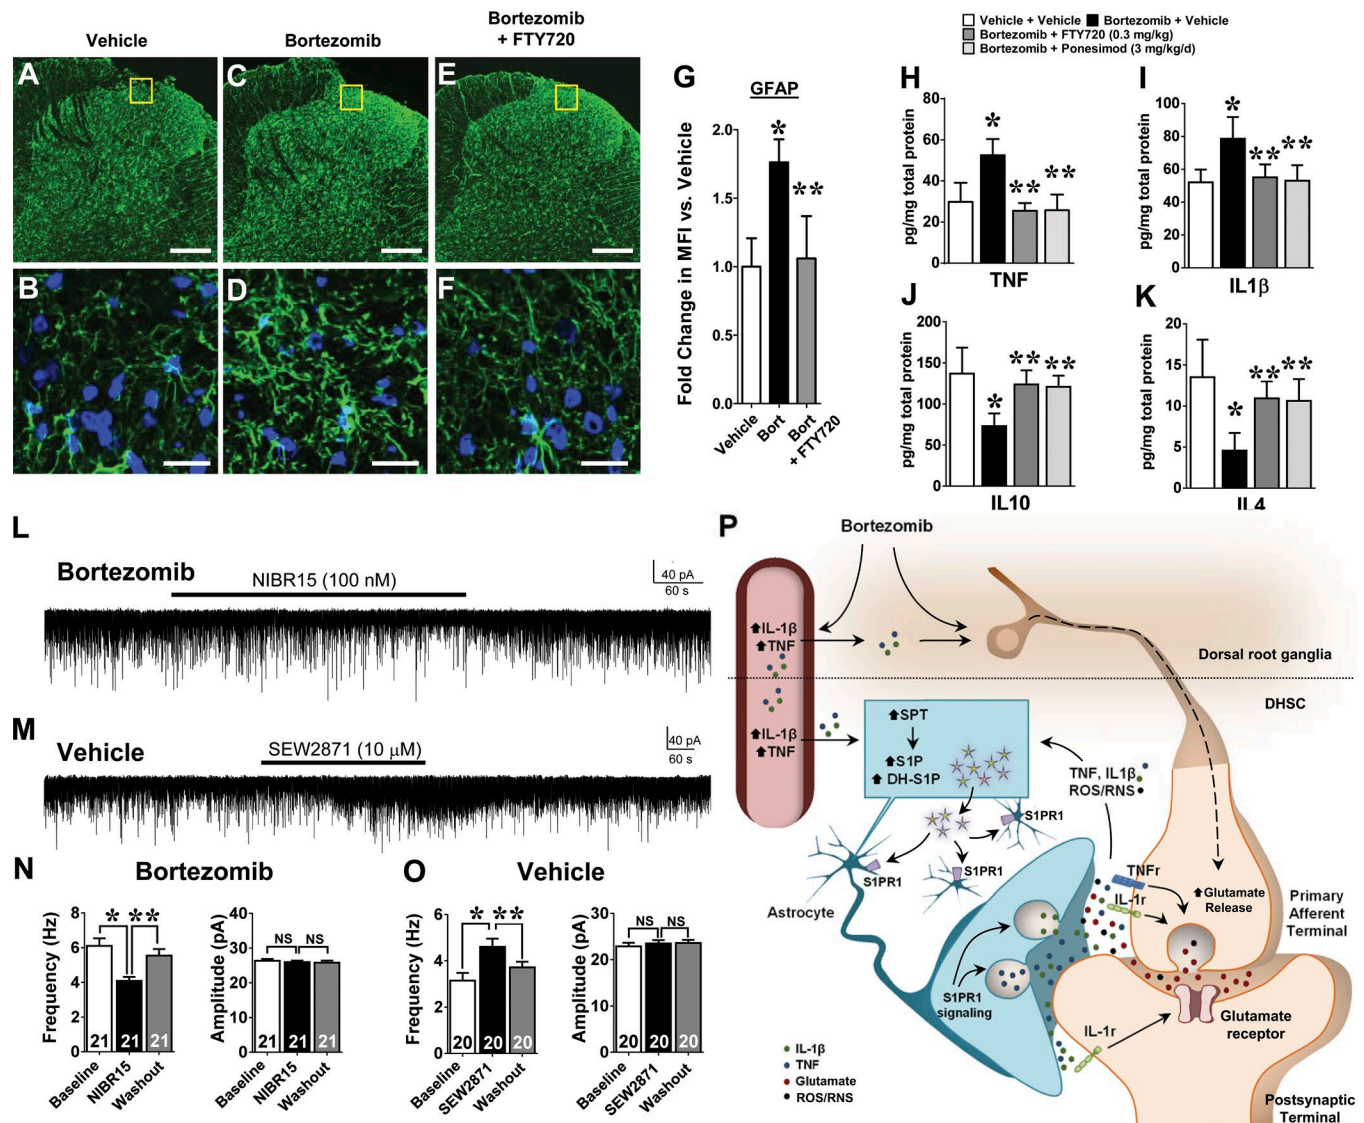 Vehicle
Bortezomib
Bortezomib
+ FTY720
A
C
E
B
D
F
G
GFAP
Fold Change in MFI vs. Vehicle
2.0
1.5
1.0
0.5
0.0
*
**
Vehicle
Bort
Bort
+ FTY720
Vehicle + Vehicle
Bortezomib + Vehicle
Bortezomib + FTY720 (0.3 mg/kg)
Bortezomib + Ponesimod (3 mg/kg/d)
H
pg/mg total protein
80
60
40
20
0
*
**
**
TNF
I
pg/mg total protein
100
80
60
40
20
0
*
**
**
IL1β
J
pg/mg total protein
200
150
100
50
0
*
**
**
IL10
K
pg/mg total protein
20
15
10
5
0
*
**
**
IL4
L
Bortezomib
NIBR15 (100 nM)
40 pA
60 s
M
Vehicle
SEW2871 (10 μM)
40 pA
60 s
N
Bortezomib
Frequency (Hz)
8
6
4
2
0
*
**
21
21
21
Baseline
NIBR15
Washout
Amplitude (pA)
40
30
20
10
0
NS
NS
21
21
21
Baseline
NIBR15
Washout
O
Vehicle
Frequency (Hz)
6
4
2
0
*
**
20
20
20
Baseline
SEW2871
Washout
Amplitude (pA)
30
20
10
0
NS
NS
20
20
20
Baseline
SEW2871
Washout
P
Bortezomib
IL-1β
TNF
Dorsal root ganglia
DHSC
IL-1β
TNF
SPT
S1P
DH-S1P
TNF, IL1β
ROS/RNS
S1PR1
S1PR1
S1PR1
Astrocyte
TNFr
IL-1r
Glutamate
Release
Primary
Afferent
Terminal
S1PR1
signaling
Glutamate
receptor
IL-1r
IL-1β
TNF
Glutamate
ROS/RNS
Postsynaptic
Terminal